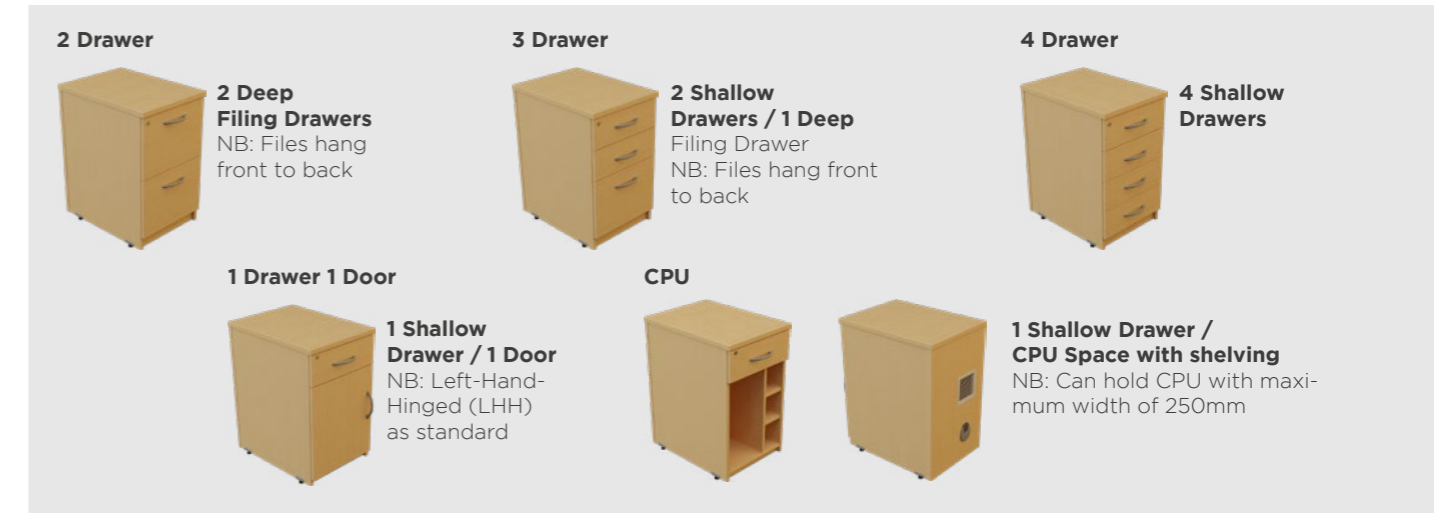 2 Drawer
2 Deep
Filing Drawers
NB: Files hang
front to back
3 Drawer
2 Shallow
Drawers / 1 Deep
Filing Drawer
NB: Files hang front
to back
4 Drawer
4 Shallow
Drawers
1 Drawer 1 Door
1 Shallow
Drawer / 1 Door
NB: Left-Hand-
Hinged (LHH)
as standard
CPU
1 Shallow Drawer /
CPU Space with shelving
NB: Can hold CPU with maxi-
mum width of 250mm